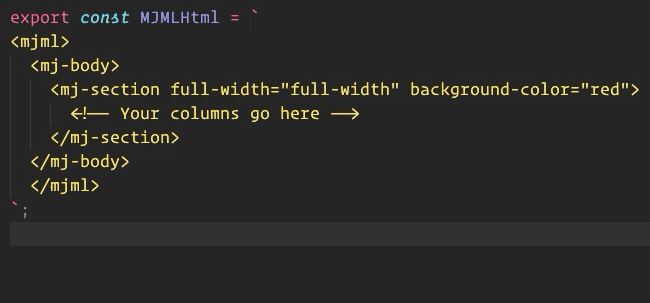 export const MJMLHtml = `
<mjml>
  <mj-body>
    <mj-section full-width="full-width" background-color="red">
      <!-- Your columns go here -->
    </mj-section>
  </mj-body>
  </mjml>
`;